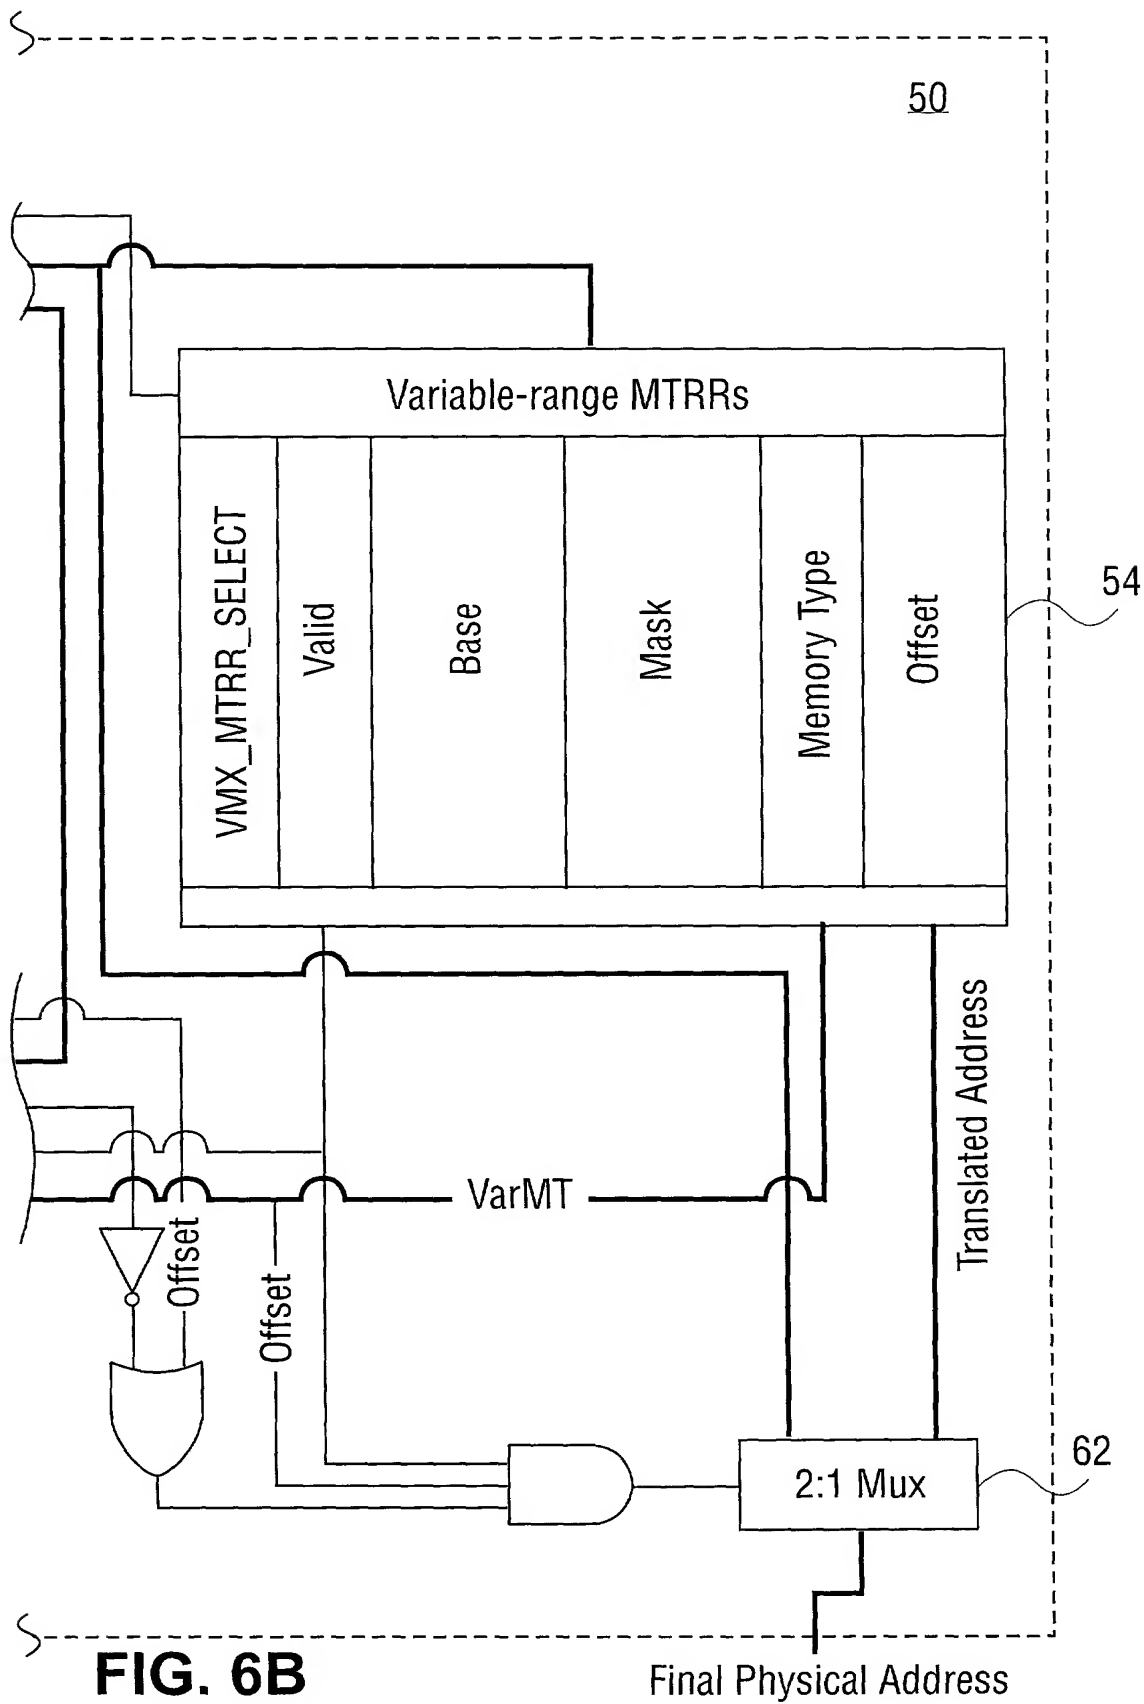 50
Variable-range MTRRs
VMX_MTRR_SELECT
Valid
Base
Mask
Memory Type
Offset
54
Translated Address
VarMT
Offset
Offset
2:1 Mux
62
FIG. 6B
Final Physical Address